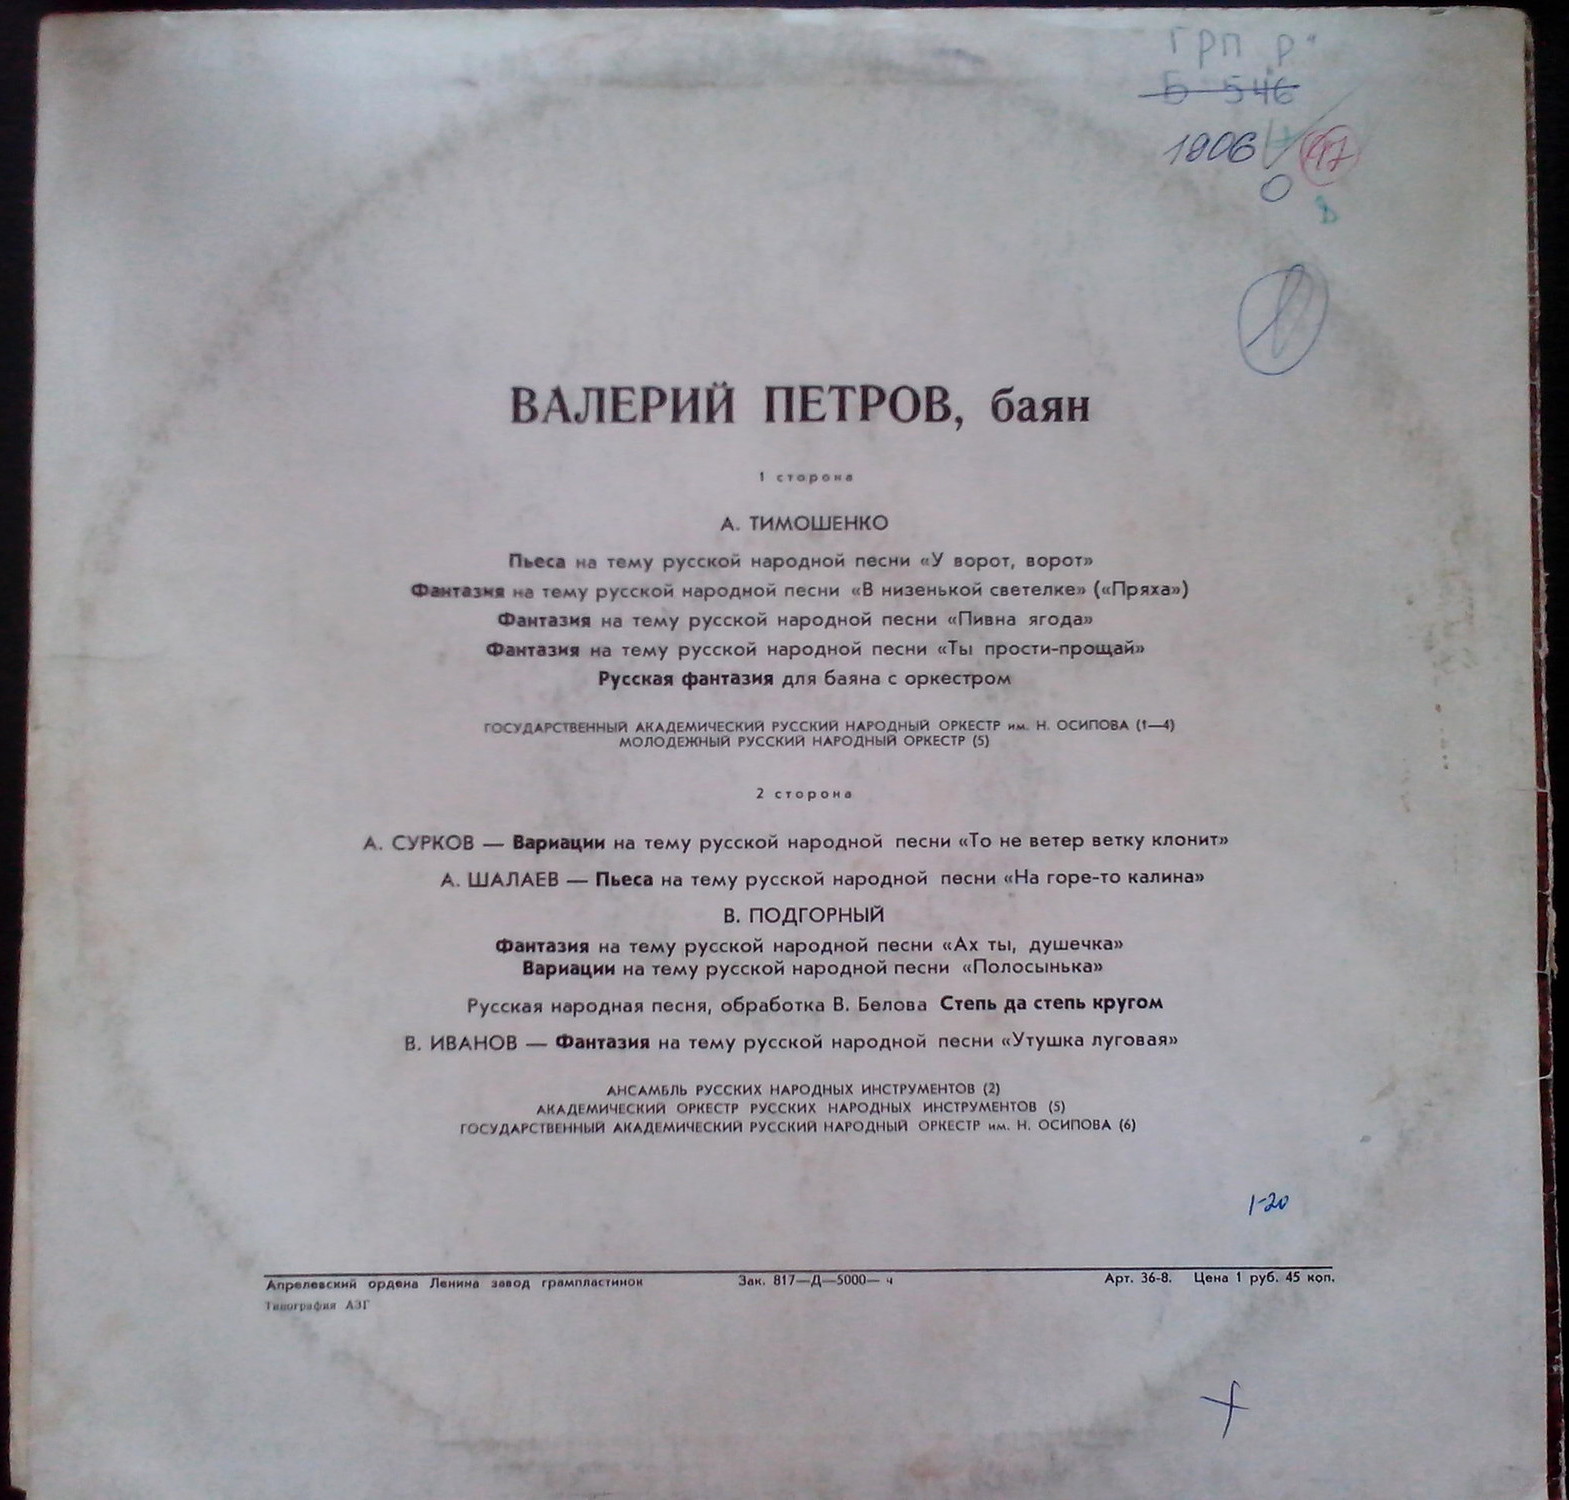 ГРП Р"
Б 546
1906
О
ВАЛЕРИЙ ПЕТРОВ, баян
1 сторона
А. ТИМОШЕНКО
Пьеса на тему русской народной песни «У ворот, ворот»
Фантазия на тему русской народной песни «В низенькой светелке» («Пряха»)
Фантазия на тему русской народной песни «Пивна ягода»
Фантазия на тему русской народной песни «Ты прости-прощай»
Русская фантазия для баяна с оркестром
ГОСУДАРСТВЕННЫЙ АКАДЕМИЧЕСКИЙ РУССКИЙ НАРОДНЫЙ ОРКЕСТР им. Н. ОСИПОВА (1—4)
МОЛОДЕЖНЫЙ РУССКИЙ НАРОДНЫЙ ОРКЕСТР (5)
2 сторона
А. СУРКОВ — Вариации на тему русской народной песни «То не ветер ветку клонит»
А. ШАЛАЕВ — Пьеса на тему русской народной песни «На горе-то калина»
В. ПОДГОРНЫЙ
Фантазия на тему русской народной песни «Ах ты, душечка»
Вариации на тему русской народной песни «Полосынька»
Русская народная песня, обработка В. Белова Степь да степь кругом
В. ИВАНОВ — Фантазия на тему русской народной песни «Утушка луговая»
АНСАМБЛЬ РУССКИХ НАРОДНЫХ ИНСТРУМЕНТОВ (2)
АКАДЕМИЧЕСКИЙ ОРКЕСТР РУССКИХ НАРОДНЫХ ИНСТРУМЕНТОВ (5)
ГОСУДАРСТВЕННЫЙ АКАДЕМИЧЕСКИЙ РУССКИЙ НАРОДНЫЙ ОРКЕСТР им. Н. ОСИПОВА (6)
1-20
Апрелевский ордена Ленина завод грампластинок Зак. 817—Д—5000— ч Арт. 36-8. Цена 1 руб. 45 коп.
Типография АЗГ